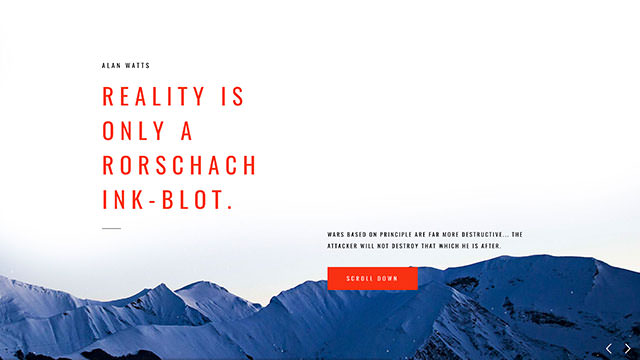 ALAN WATTS
REALITY IS
ONLY A
RORSCHACH
INK-BLOT.
WARS BASED ON PRINCIPLE ARE FAR MORE DESTRUCTIVE... THE
ATTACKER WILL NOT DESTROY THAT WHICH HE IS AFTER.
SCROLL DOWN